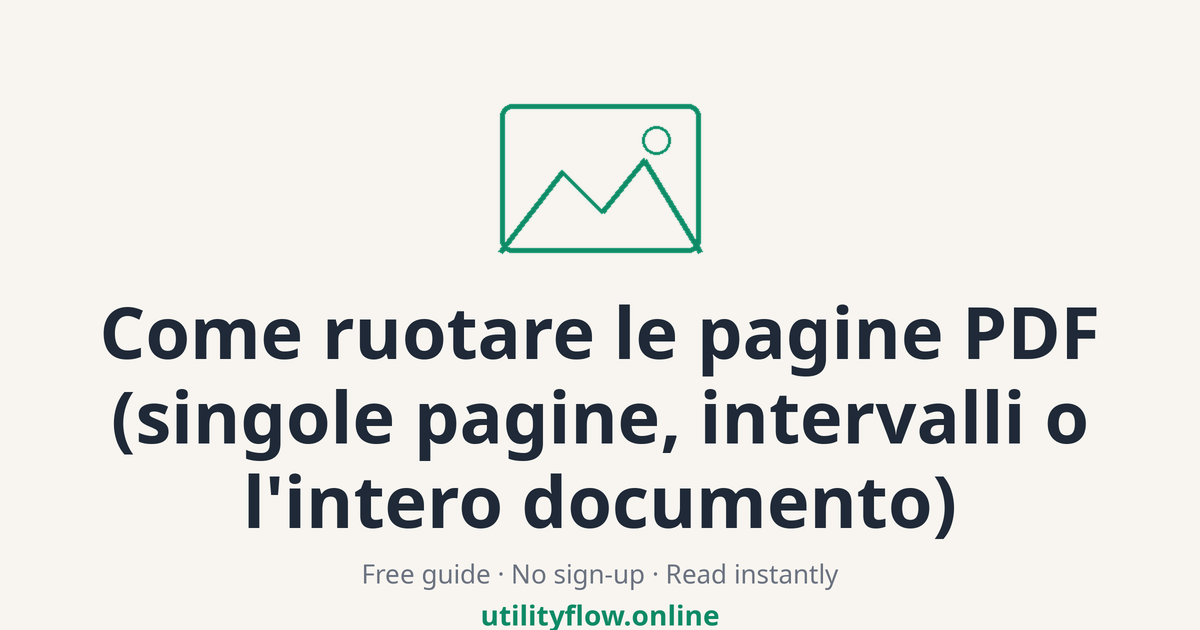 Come ruotare le pagine PDF
(singole pagine, intervalli o
l'intero documento)
Free guide · No sign-up · Read instantly
utilityflow.online